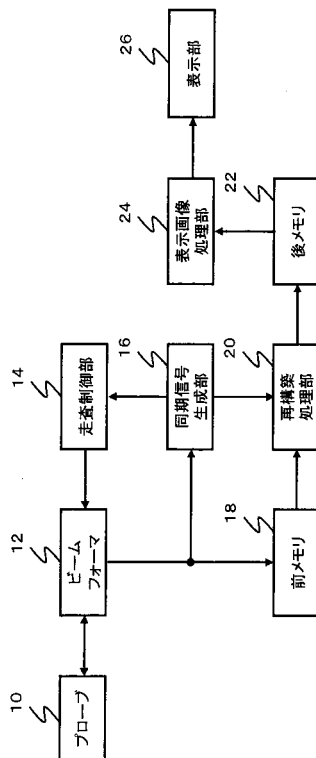 10
プローブ
12
ビーム
フォーマ
14
走査制御部
16
同期信号
生成部
18
前メモリ
20
再構築
処理部
22
後メモリ
24
表示画像
処理部
26
表示部